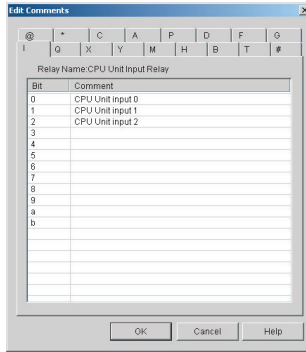 Edit Comments
@ * C A P D F G
I Q X Y M H B T #
Relay Name:CPU Unit Input Relay
Bit Comment
0 CPU Unit input 0
1 CPU Unit input 1
2 CPU Unit input 2
3
4
5
6
7
8
9
a
b
OK Cancel Help